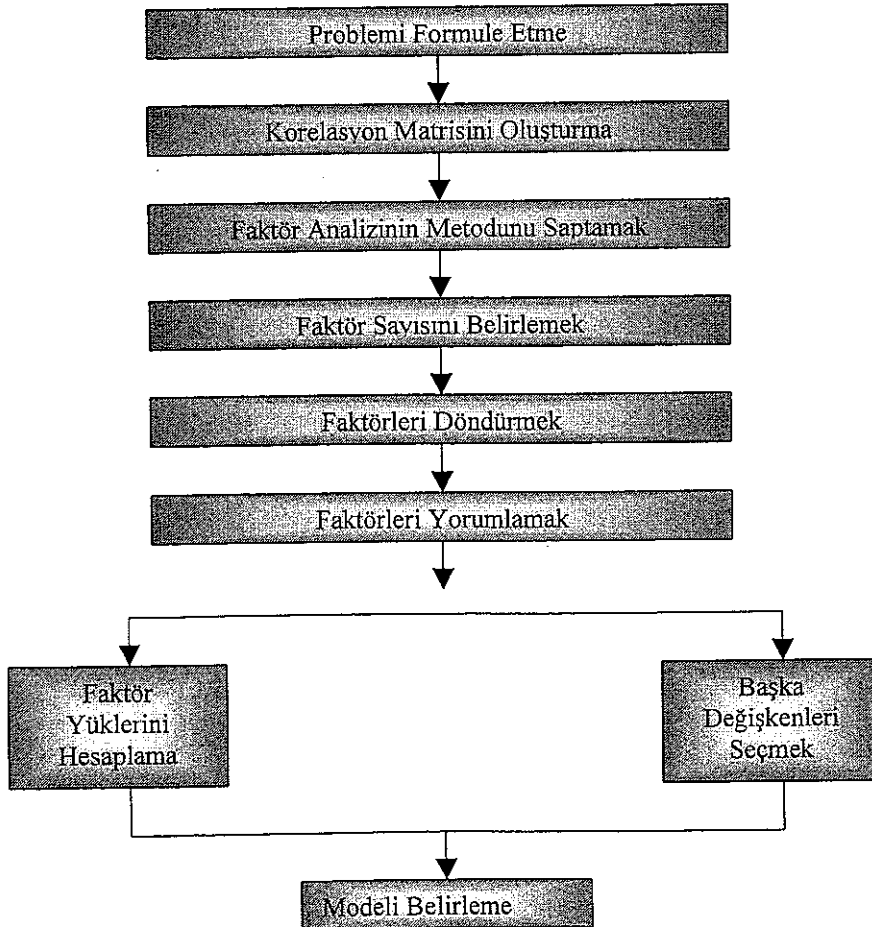 Problemi Formule Etme
Korelasyon Matrisini Oluşturma
Faktör Analizinin Metodunu Saptamak
Faktör Sayısını Belirlemek
Faktörleri Döndürmek
Faktörleri Yorumlamak
Faktör
Yüklerini
Hesaplama
Başka
Değişkenleri
Seçmek
Modeli Belirleme